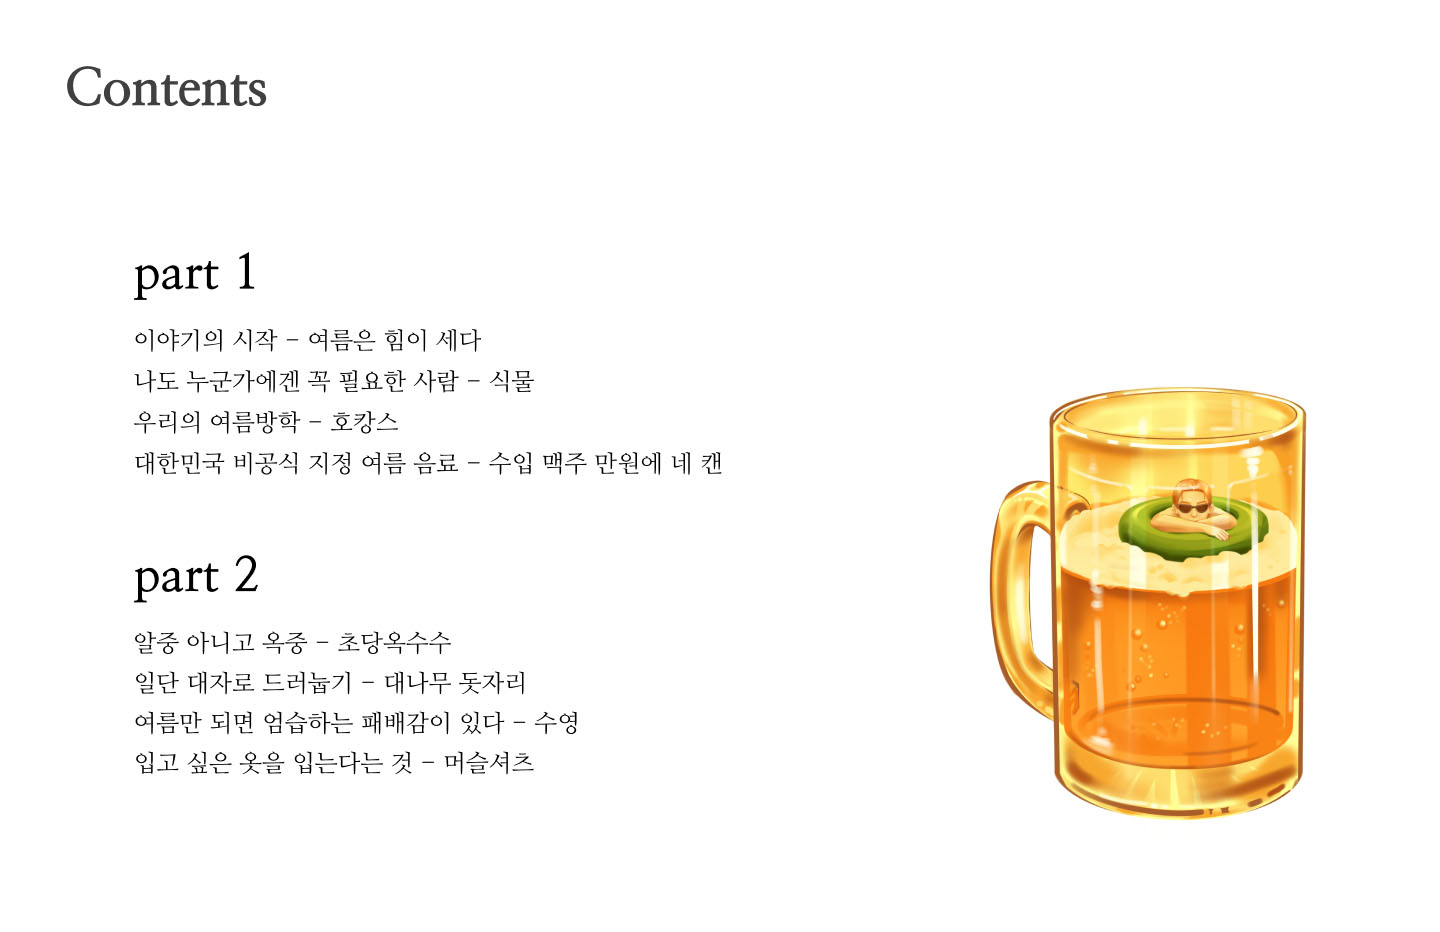 Contents
part 1
이야기의 시작 – 여름은 힘이 세다
나도 누군가에겐 꼭 필요한 사람 – 식물
우리의 여름방학 – 호캉스
대한민국 비공식 지정 여름 음료 – 수입 맥주 만원에 네 캔
part 2
알중 아니고 옥중 – 초당옥수수
일단 대자로 드러눕기 – 대나무 돗자리
여름만 되면 엄습하는 패배감이 있다 – 수영
입고 싶은 옷을 입는다는 것 – 머슬셔츠